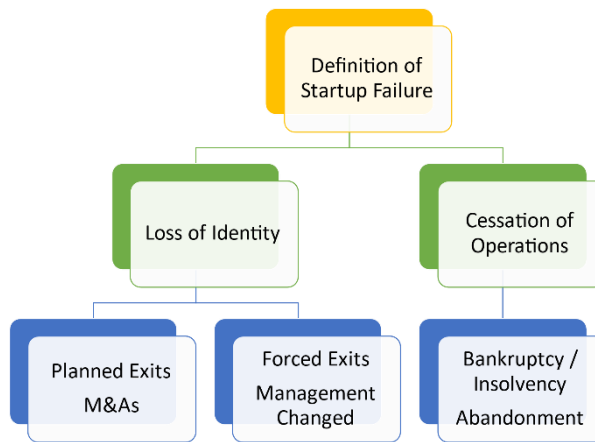 Definition of
Startup Failure
Loss of Identity
Cessation of
Operations
Planned Exits
M&As
Forced Exits
Management
Changed
Bankruptcy /
Insolvency
Abandonment